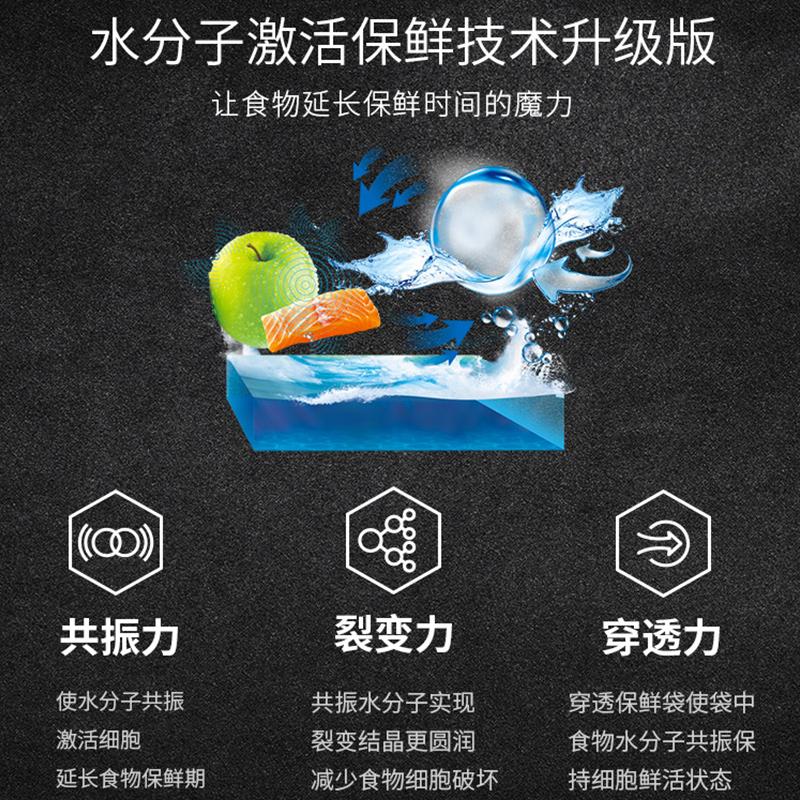 水分子激活保鲜技术升级版
让食物延长保鲜时间的魔力
共振力
裂变力
穿透力
使水分子共振
激活细胞
延长食物保鲜期
共振水分子实现
裂变结晶更圆润
减少食物细胞破坏
穿透保鲜袋使袋中
食物水分子共振保
持细胞鲜活状态